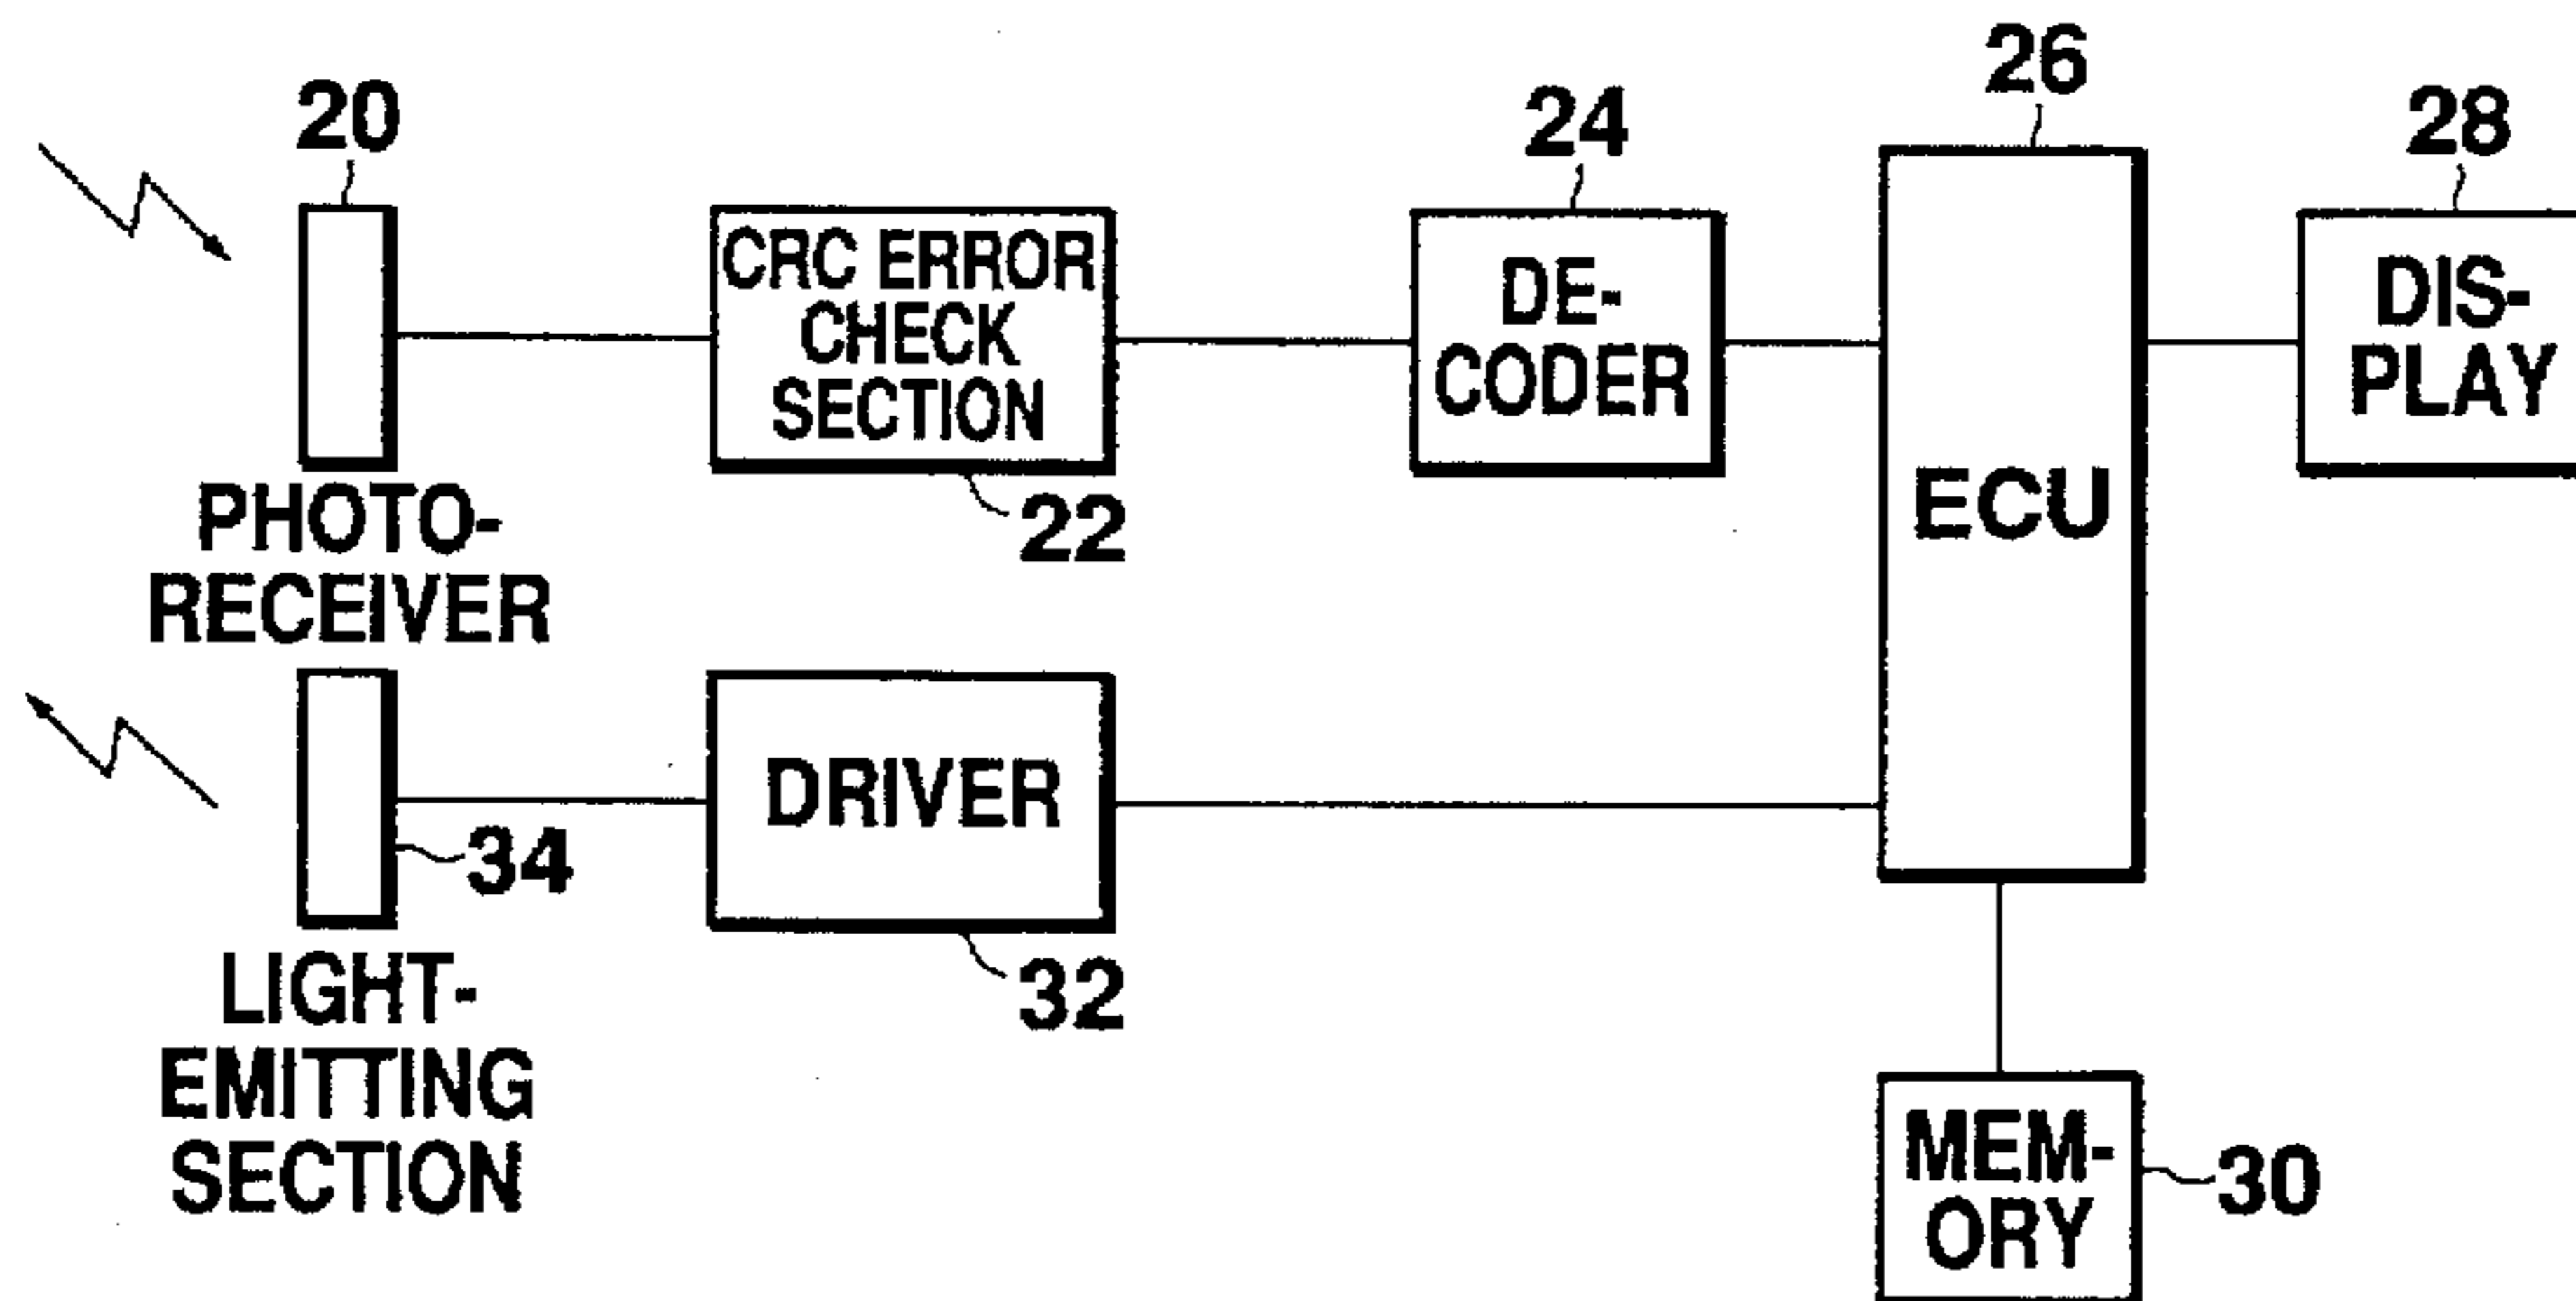 20
24
26
28
CRC ERROR
CHECK
SECTION
DE-
CODER
ECU
DIS-
PLAY
PHOTO-
RECEIVER
22
DRIVER
34
32
LIGHT-
EMITTING
SECTION
MEM-
ORY
30